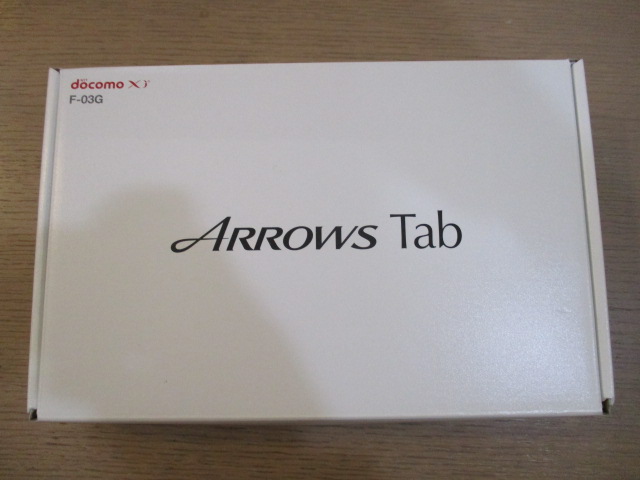 docomo Xi
F-03G
ARROWS Tab